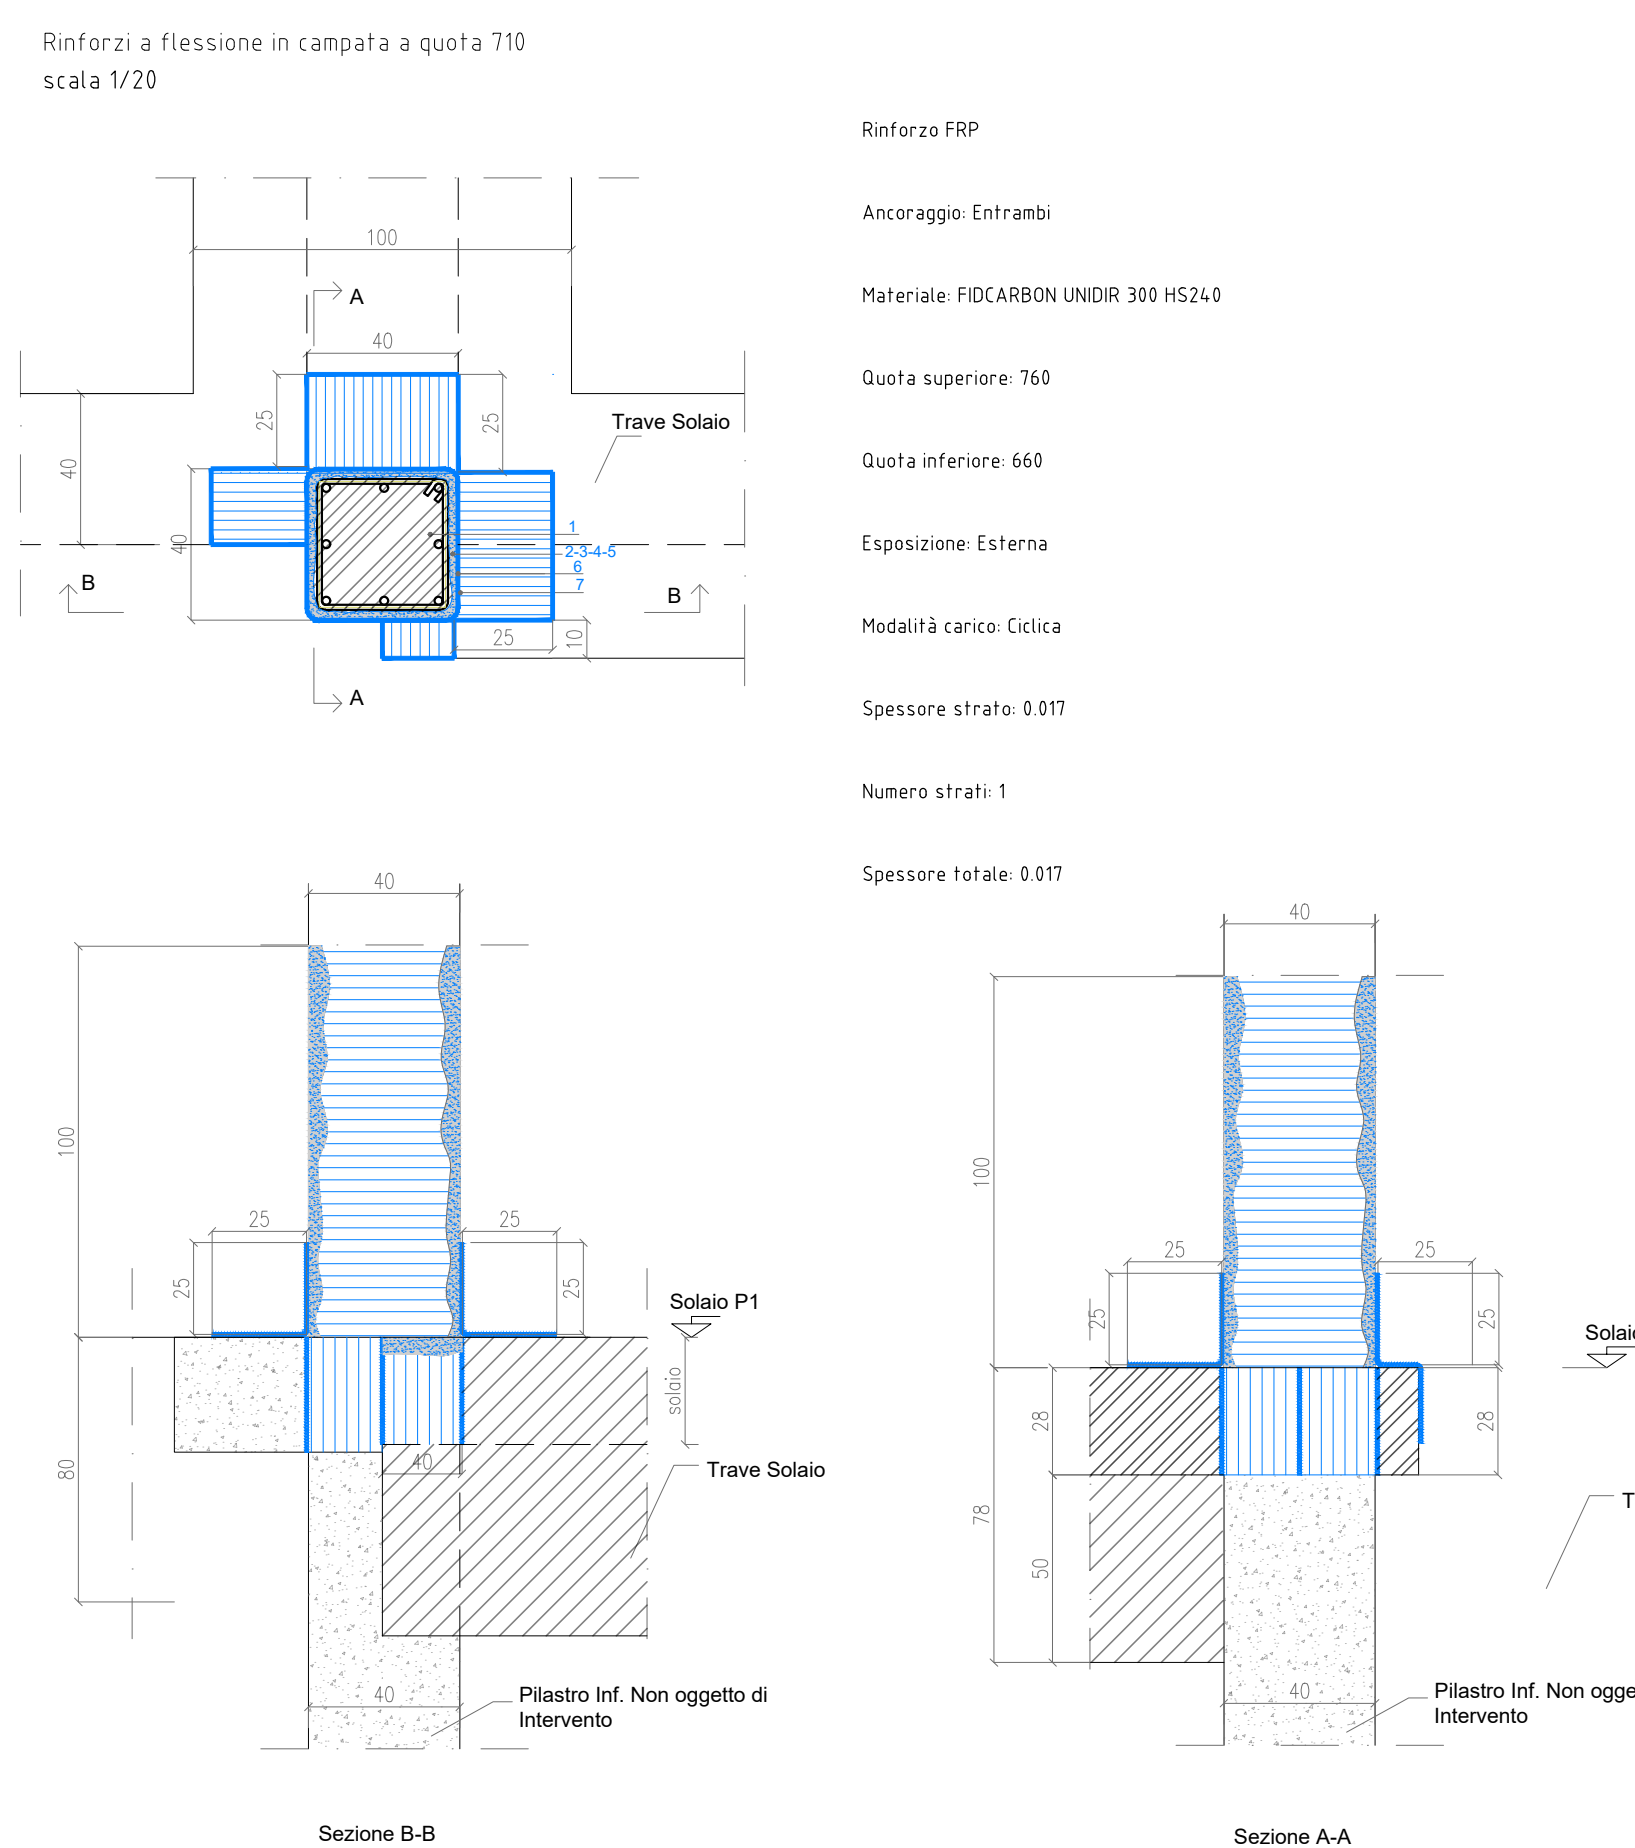 Rinforzi a flessione in campata a quota 710
scala 1/20
Rinforzo FRP
Ancoraggio: Entrambi
Materiale: FIDCARBON UNIDIR 300 HS240
Quota superiore: 760
Quota inferiore: 660
Esposizione: Esterna
Modalità carico: Ciclica
Spessore strato: 0.017
Numero strati: 1
Spessore totale: 0.017
100
A
40
25
25
Trave Solaio
40
40
1
2-3-4-5
6
7
B
B
25
10
A
40
100
25
25
25
25
Solaio P1
solaio
40
80
Trave Solaio
40
Pilastro Inf. Non oggetto di
Intervento
Sezione B-B
40
100
25
25
25
25
Solaio
28
28
78
50
T
40
Pilastro Inf. Non ogge
Intervento
Sezione A-A